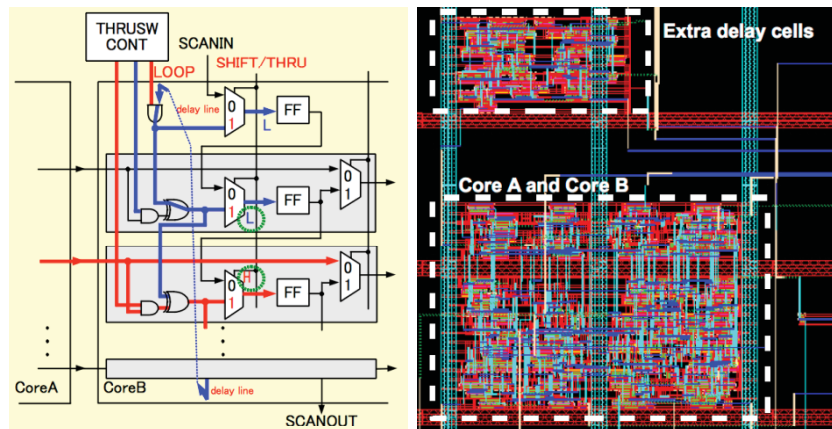 THRUSW
CONT
SCANIN
SHIFT/THRU
LOOP
delay line
0
1
L
FF
0
1
0
1
L
FF
H
0
1
0
1
FF
CoreA
CoreB
delay line
SCANOUT
Extra delay cells
Core A and Core B